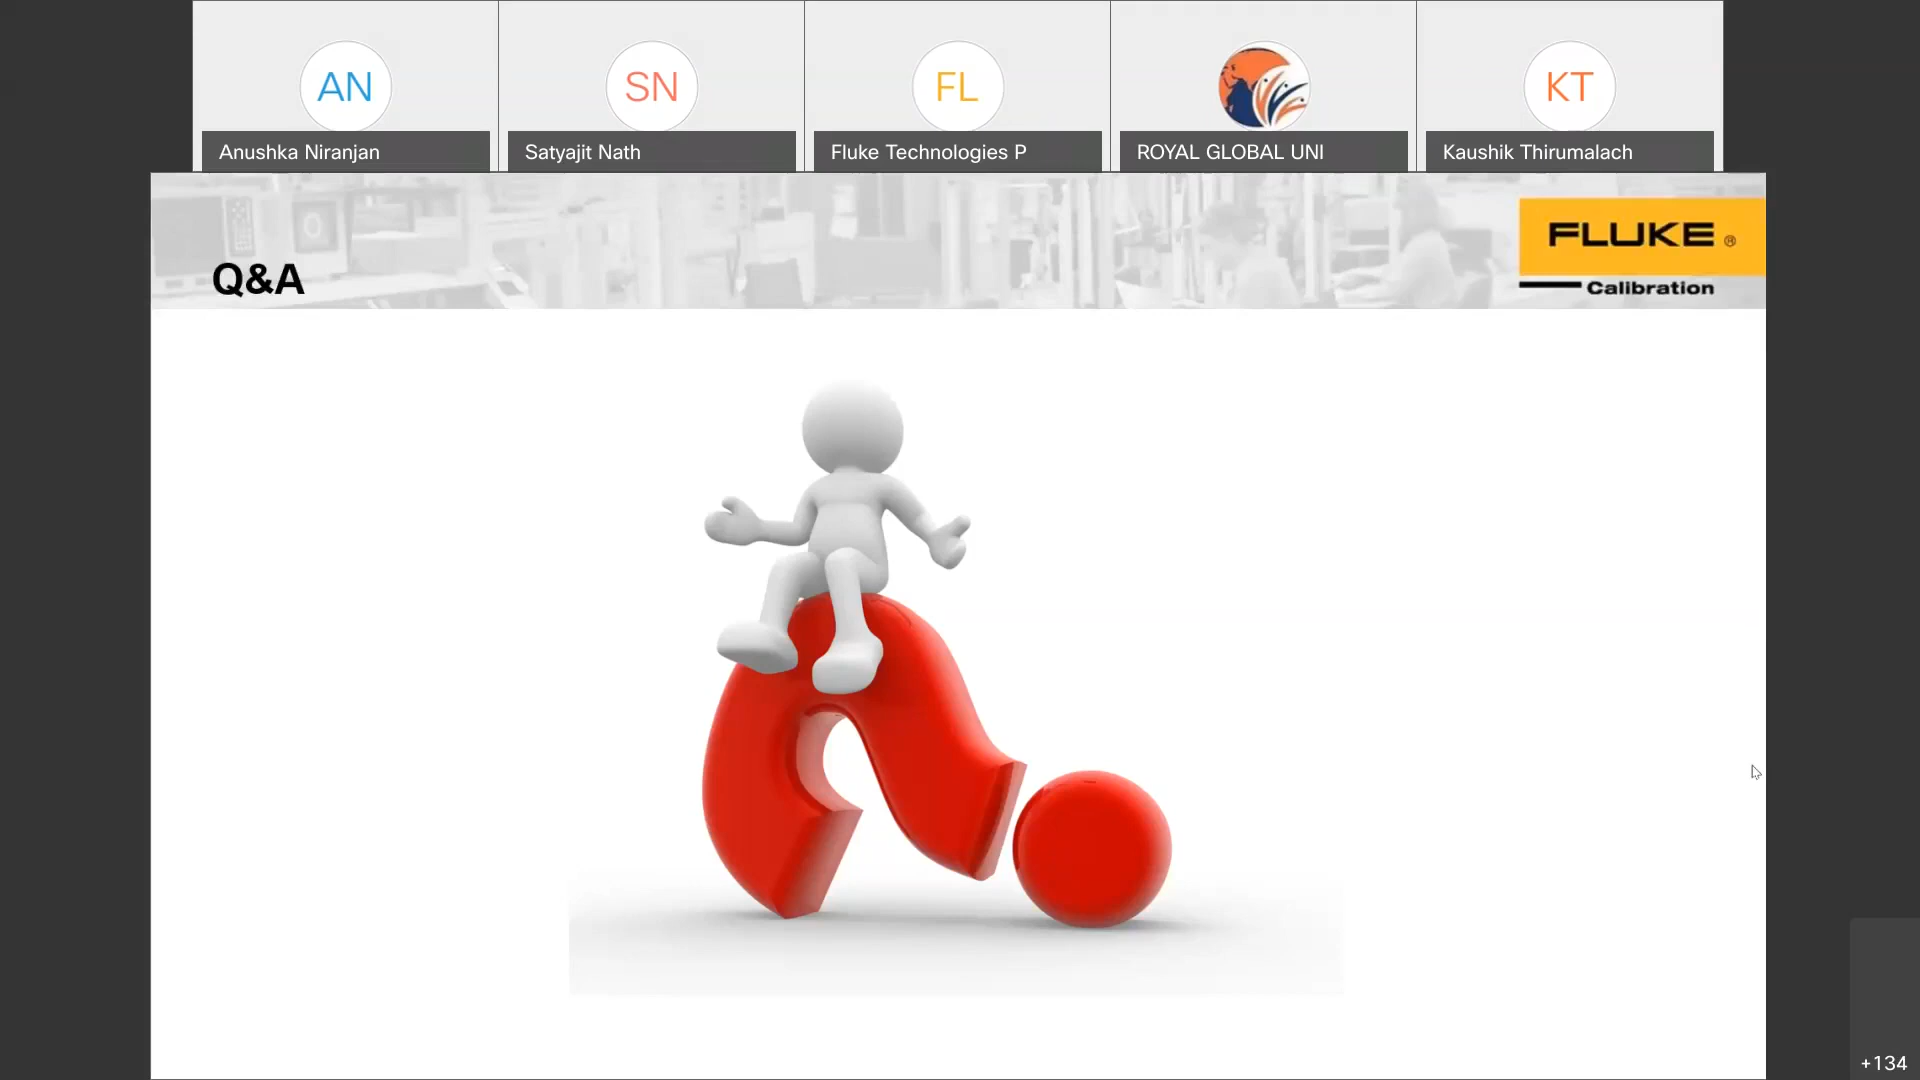 AN
SN
FL
KT
Anushka Niranjan
Satyajit Nath
Fluke Technologies P
ROYAL GLOBAL UNI
Kaushik Thirumalach
FLUKE ®
Calibration
Q&A
+134